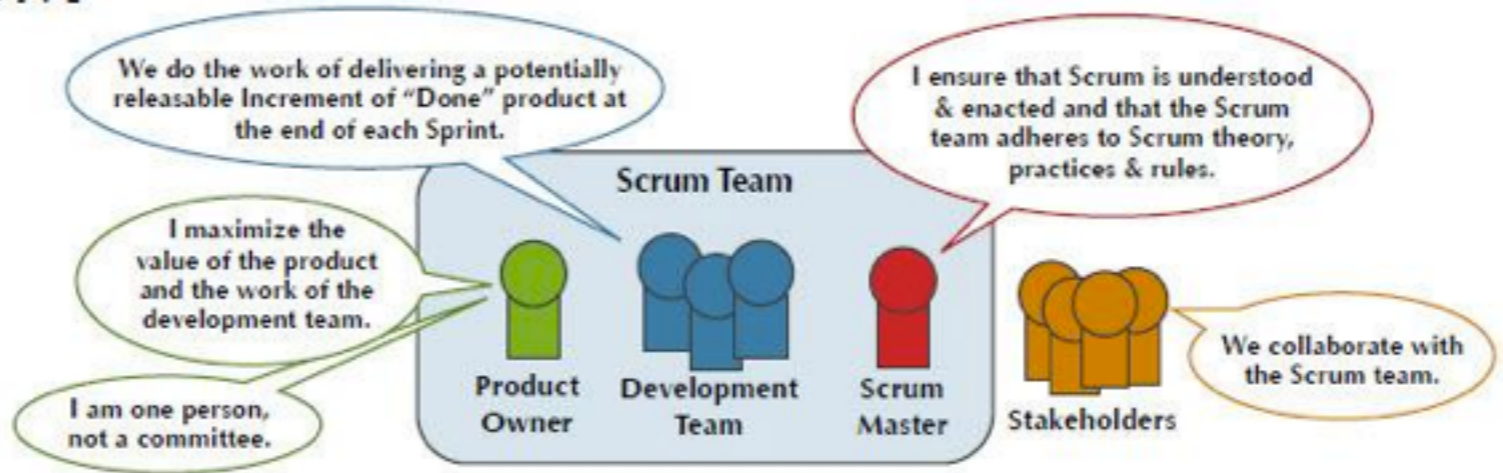 We do the work of delivering a potentially
releasable Increment of “Done” product at
the end of each Sprint.
I ensure that Scrum is understood
& enacted and that the Scrum
team adheres to Scrum theory,
practices & rules.
Scrum Team
I maximize the
value of the product
and the work of the
development team.
I am one person,
not a committee.
Product
Owner
Development
Team
Scrum
Master
Stakeholders
We collaborate with
the Scrum team.